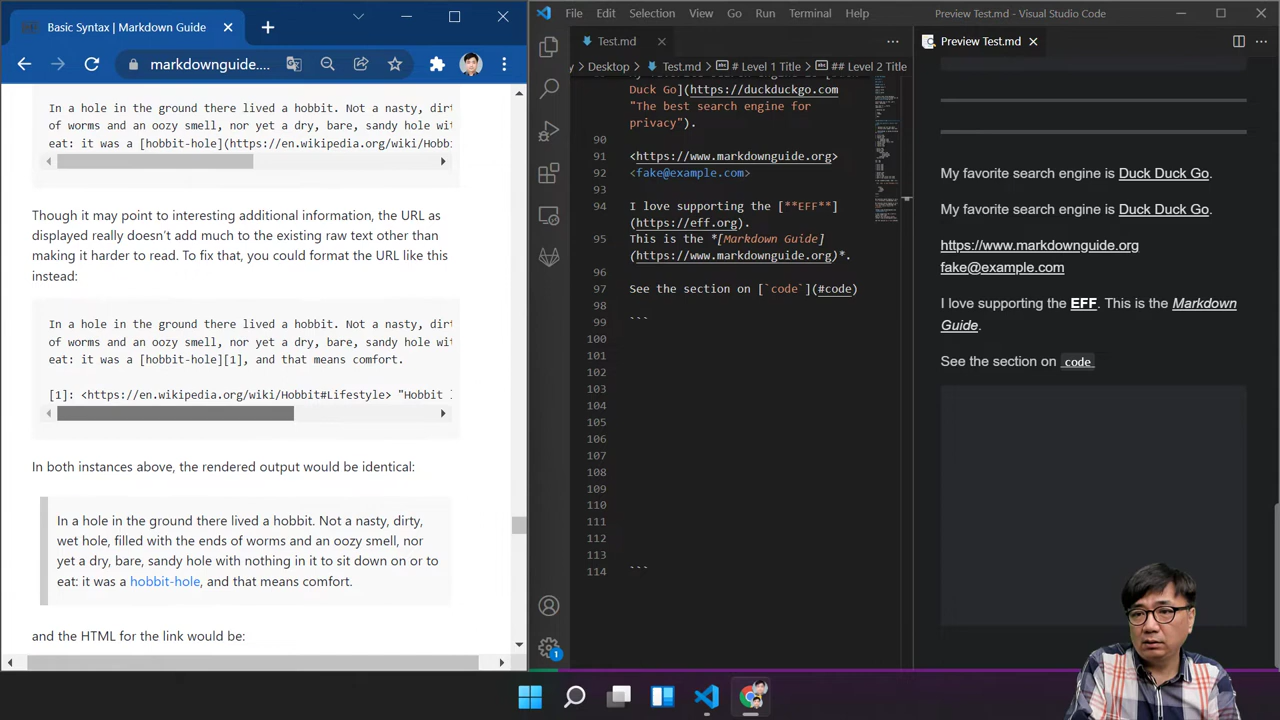 Basic Syntax | Markdown Guide
markdownguide....
In a hole in the ground there lived a hobbit. Not a nasty, dirt
of worms and an oozy smell, nor yet a dry, bare, sandy hole wit
eat: it was a [hobbit-hole](https://en.wikipedia.org/wiki/Hobbi
Though it may point to interesting additional information, the URL as
displayed really doesn't add much to the existing raw text other than
making it harder to read. To fix that, you could format the URL like this
instead:
In a hole in the ground there lived a hobbit. Not a nasty, dirt
of worms and an oozy smell, nor yet a dry, bare, sandy hole wit
eat: it was a [hobbit-hole][1], and that means comfort.
[1]: <https://en.wikipedia.org/wiki/Hobbit#Lifestyle> "Hobbit
In both instances above, the rendered output would be identical:
In a hole in the ground there lived a hobbit. Not a nasty, dirty,
wet hole, filled with the ends of worms and an oozy smell, nor
yet a dry, bare, sandy hole with nothing in it to sit down on or to
eat: it was a hobbit-hole, and that means comfort.
and the HTML for the link would be:
File Edit Selection View Go Run Terminal Help
Preview Test.md - Visual Studio Code
Test.md
y > Desktop > Test.md > # Level 1 Title > ## Level 2 Title
Duck Go](https://duckduckgo.com
"The best search engine for
privacy").
90
91 <https://www.markdownguide.org>
92 <fake@example.com>
93
94 I love supporting the [**EFF**]
(https://eff.org).
95 This is the *[Markdown Guide]
(https://www.markdownguide.org)*.
96
97 See the section on [`code`](#code)
98
99 ```
100
101
102
103
104
105
106
107
108
109
110
111
112
113
114 ```
Preview Test.md
My favorite search engine is Duck Duck Go.
My favorite search engine is Duck Duck Go.
https://www.markdownguide.org
fake@example.com
I love supporting the EFF. This is the Markdown
Guide.
See the section on code
1